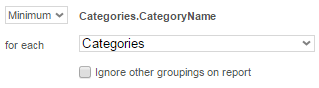 Minimum Categories.CategoryName
for each Categories
Ignore other groupings on report